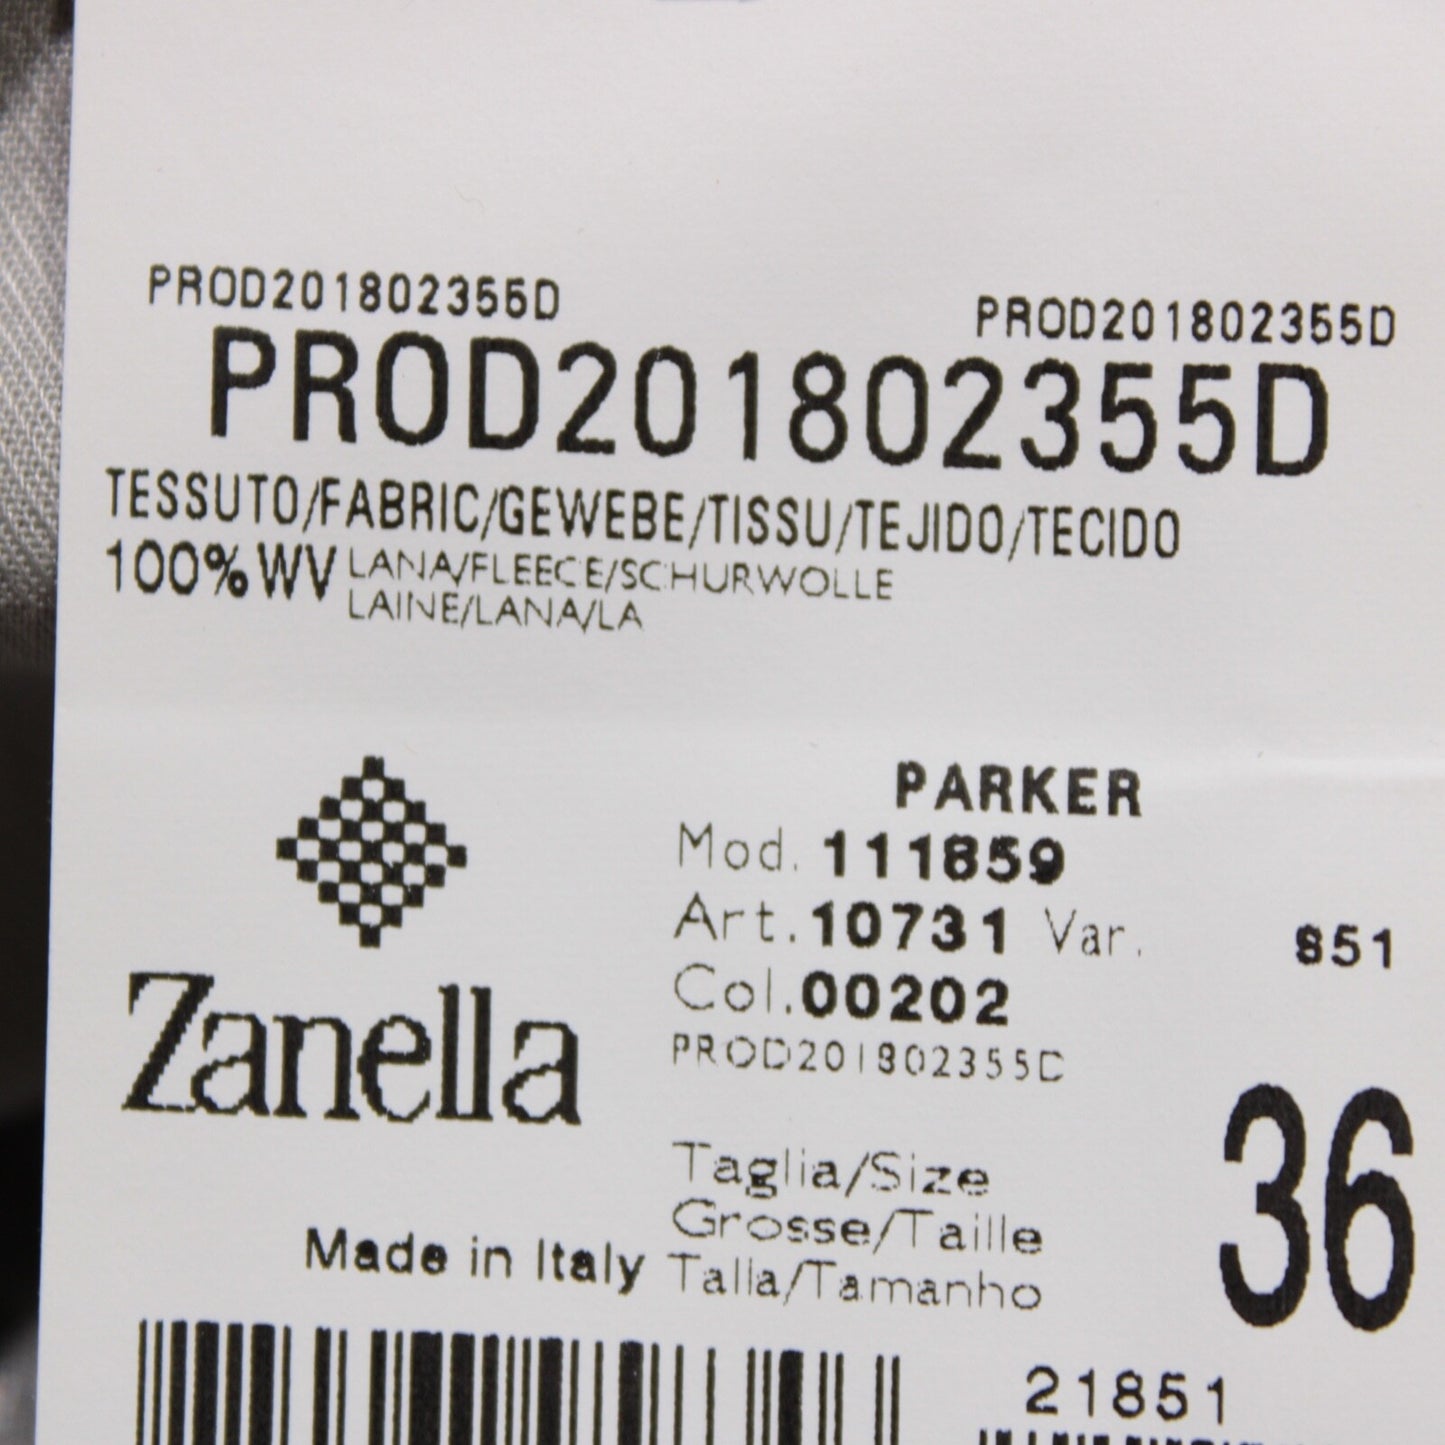 PROD201802355D
PROD201802355D
PROD201802355D
TESSUTO/FABRIC/GEWEBE/TISSU/TEJIDO/TECIDO
100% WV LANA/FLEECE/SCHURWOLLE
LAINE/LANA/LA
PARKER
Mod. 111859
Art. 10731 Var. 851
Col. 00202
PROD201802355D
Zanella
Taglia/Size
Grosse/Taille
Talla/Tamanho
36
Made in Italy
21851